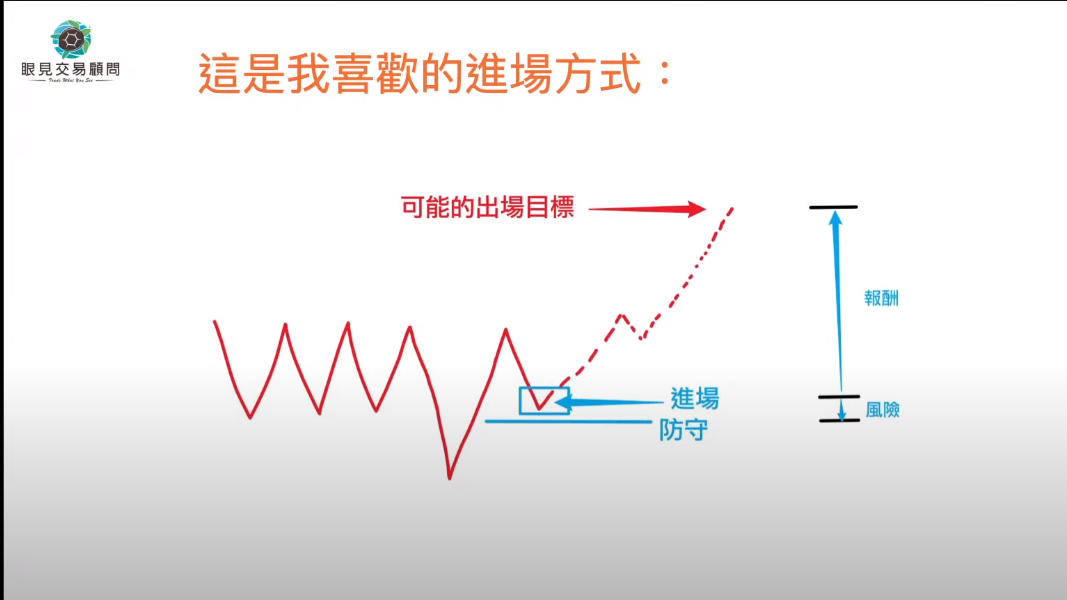 眼見交易顧問
Trade What You See
這是我喜歡的進場方式：
可能的出場目標
報酬
進場
風險
防守